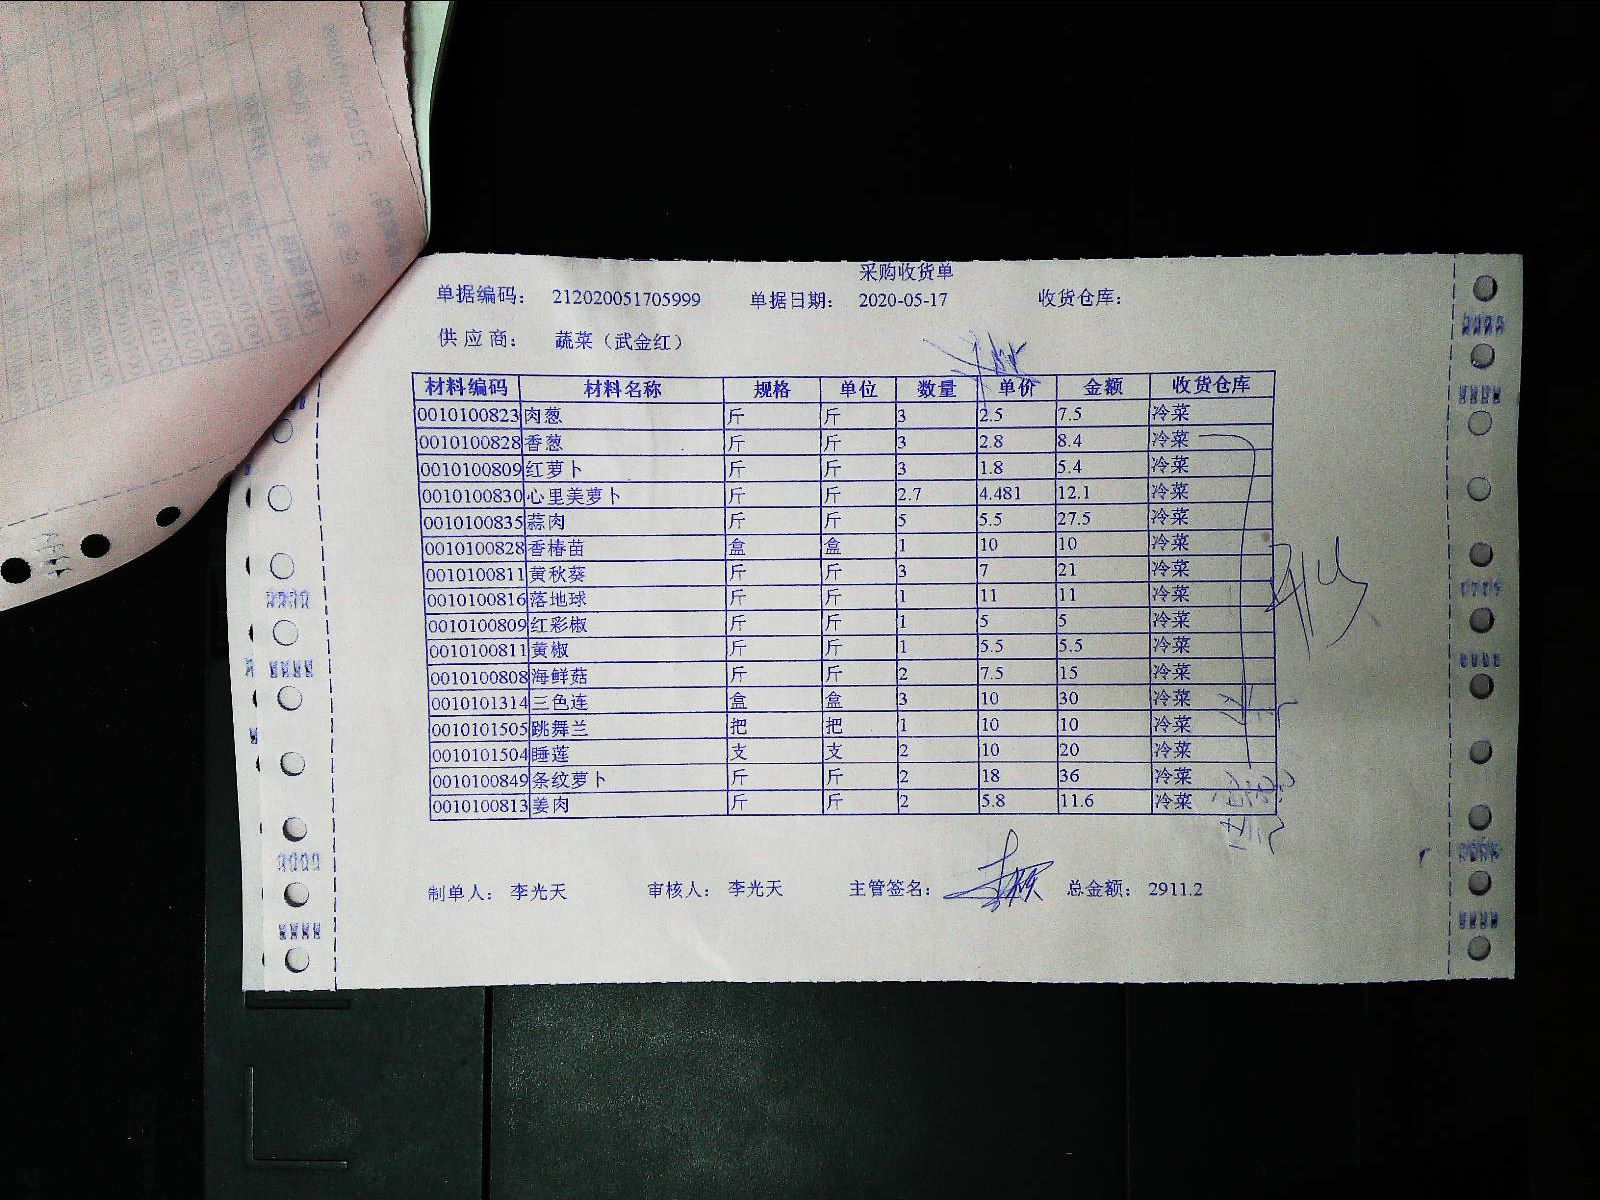 采购收货单
单据编码： 212020051705999 单据日期： 2020-05-17 收货仓库：
供应商： 蔬菜（武金红）
材料编码 材料名称 规格 单位 数量 单价 金额 收货仓库
0010100823 肉葱 斤 斤 3 2.5 7.5 冷菜
0010100828 香葱 斤 斤 3 2.8 8.4 冷菜
0010100809 红萝卜 斤 斤 3 1.8 5.4 冷菜
0010100830 心里美萝卜 斤 斤 2.7 4.481 12.1 冷菜
0010100835 蒜肉 斤 斤 5 5.5 27.5 冷菜
0010100828 香椿苗 盒 盒 1 10 10 冷菜
0010100811 黄秋葵 斤 斤 3 7 21 冷菜
0010100816 落地球 斤 斤 1 11 11 冷菜
0010100809 红彩椒 斤 斤 1 5 5 冷菜
0010100811 黄椒 斤 斤 1 5.5 5.5 冷菜
0010100808 海鲜菇 斤 斤 2 7.5 15 冷菜
0010101314 三色连 盒 盒 3 10 30 冷菜
0010101505 跳舞兰 把 把 1 10 10 冷菜
0010101504 睡莲 支 支 2 10 20 冷菜
0010100849 条纹萝卜 斤 斤 2 18 36 冷菜
0010100813 姜肉 斤 斤 2 5.8 11.6 冷菜
制单人： 李光天 审核人： 李光天 主管签名： 总金额： 2911.2